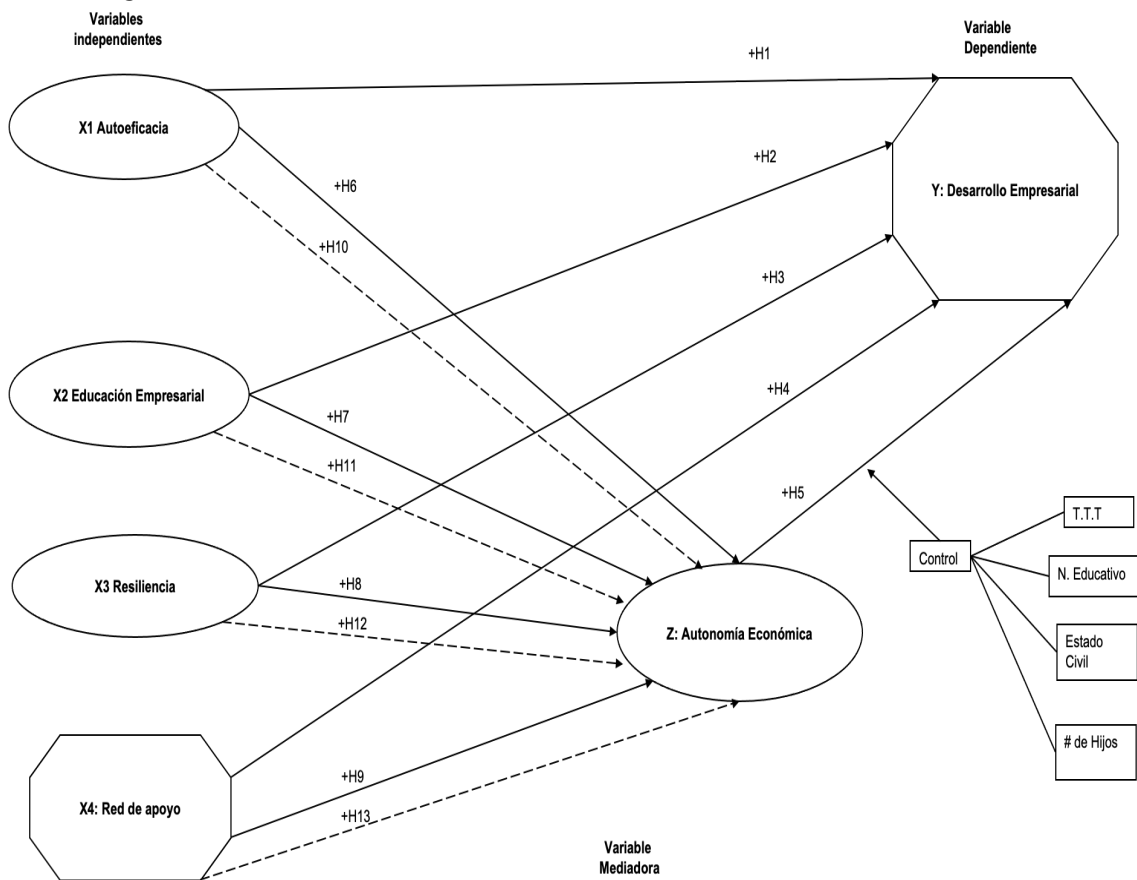 Variables
independientes
Variable
Dependiente
+H1
X1 Autoeficacia
+H2
+H6
Y: Desarrollo Empresarial
+H10
+H3
X2 Educación Empresarial
+H4
+H7
+H11
+H5
T.T.T
Control
N. Educativo
X3 Resiliencia
+H8
+H12
Z: Autonomía Económica
Estado
Civil
# de Hijos
+H9
X4: Red de apoyo
+H13
Variable
Mediadora